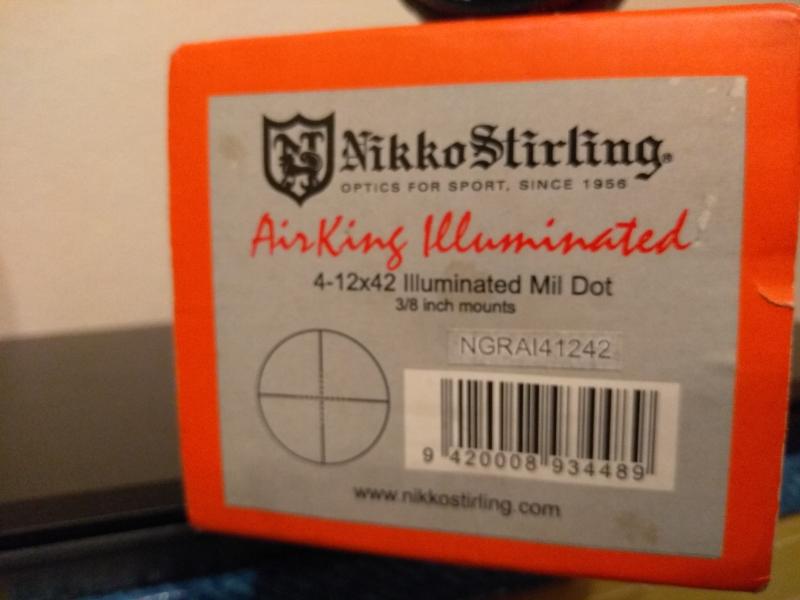 NS NikkoStirling®
OPTICS FOR SPORT, SINCE 1956
AirKing Illuminated
4-12x42 Illuminated Mil Dot
3/8 inch mounts
NGRAI41242
9 420008 934489
www.nikkostirling.com